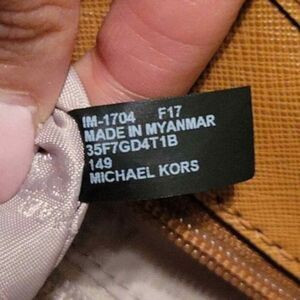 IM-1704 F17
MADE IN MYANMAR
35F7GD4T1B
149
MICHAEL KORS